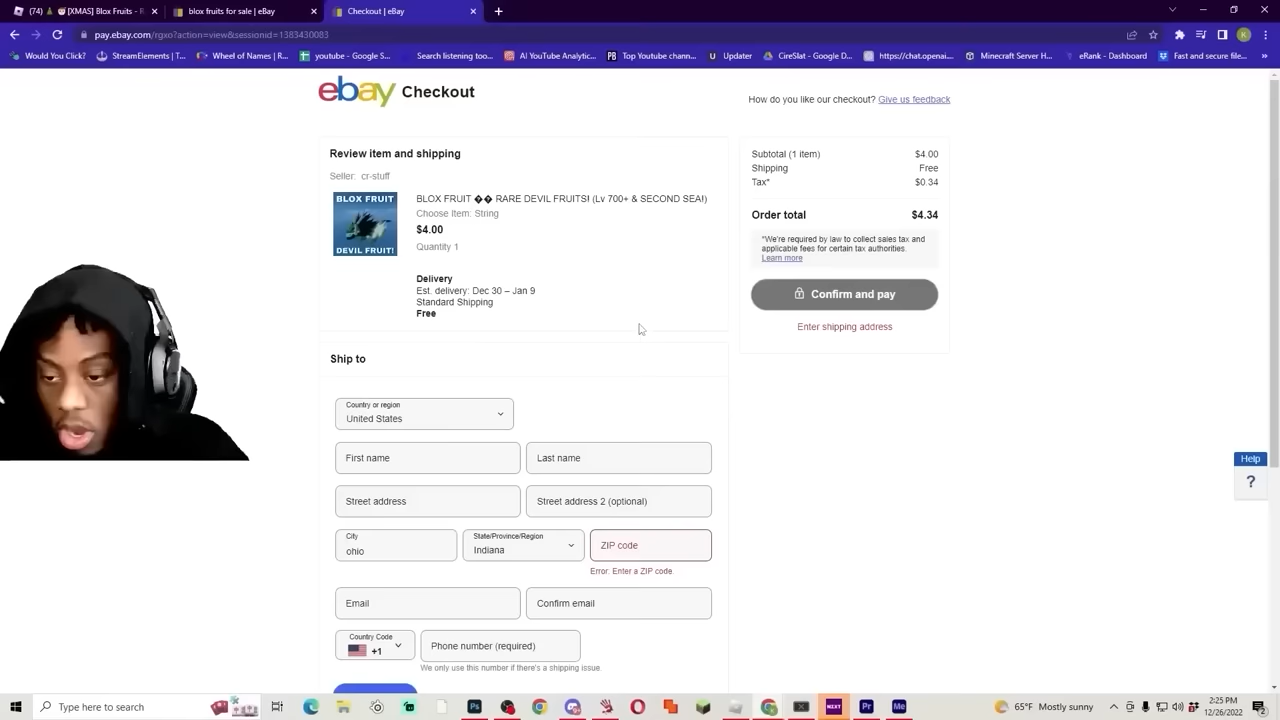 (74)
- Bloxs Fruits -
blox fruits for sale | eBay
Checkout | eBay
pay.ebay.com/rgxo?action=view&sessionid=1383430083
Would You Click?
StreamElements | T...
Wheel of Names | R...
youtube - Google S...
Search listening too...
AI YouTube Analytic...
Top Youtube chann...
Updater
CireSlat - Google D...
https://chat.openai...
Minecraft Server H...
eRank - Dashboard
Fast and secure file...
ebay Checkout
How do you like our checkout? Give us feedback
Review item and shipping
Seller: cr-stuff
BLOX FRUIT
DEVIL FRUIT!
BLOX FRUIT �� RARE DEVIL FRUITS! (Lv 700+ & SECOND SEA!)
Choose Item: String
$4.00
Quantity 1
Delivery
Est. delivery: Dec 30 – Jan 9
Standard Shipping
Free
Subtotal (1 item) $4.00
Shipping Free
Tax* $0.34
Order total $4.34
*We're required by law to collect sales tax and
applicable fees for certain tax authorities.
Learn more
Confirm and pay
Enter shipping address
Ship to
Country or region
United States
First name
Last name
Street address
Street address 2 (optional)
City
ohio
State/Province/Region
Indiana
ZIP code
Error: Enter a ZIP code.
Email
Confirm email
Country Code
+1
Phone number (required)
We only use this number if there's a shipping issue.
Help
?
Type here to search
65°F Mostly sunny
2:25 PM
12/26/2022